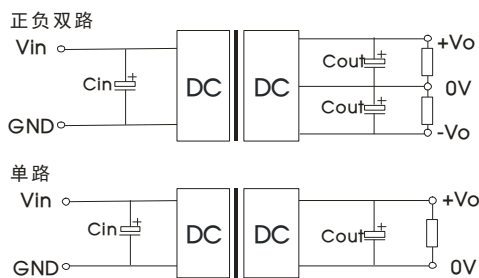 正负双路
Vin
+Vo
Cout
Cin
DC DC
0V
Cout
GND
-Vo
单路
Vin
+Vo
Cin
DC DC
Cout
GND
0V